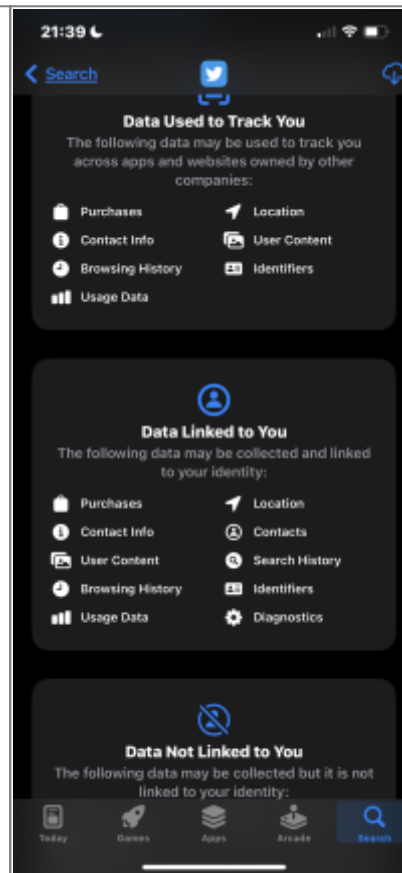 21:39
Search
Data Used to Track You
The following data may be used to track you
across apps and websites owned by other
companies:
Purchases
Location
Contact Info
User Content
Browsing History
Identifiers
Usage Data
Data Linked to You
The following data may be collected and linked
to your identity:
Purchases
Location
Contact Info
Contacts
User Content
Search History
Browsing History
Identifiers
Usage Data
Diagnostics
Data Not Linked to You
The following data may be collected but it is not
linked to your identity:
Today
Games
Apps
Arcade
Search